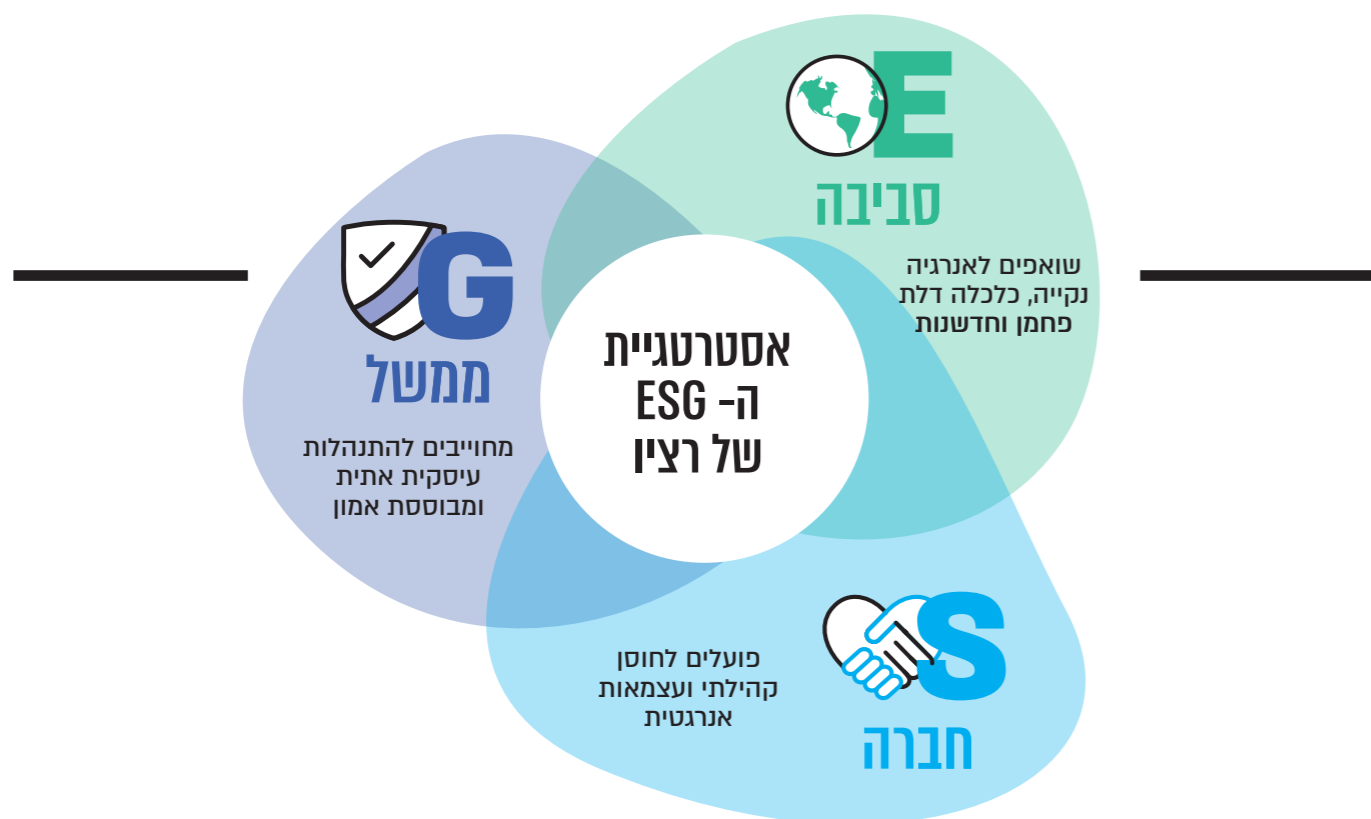 E
סביבה
שואפים לאנרגיה
נקייה, כלכלה דלת
פחמן וחדשנות
G
ממשל
מחוייבים להתנהלות
עיסקית אתית
ומבוססת אמון
אסטרטגיית
ה- ESG
של רציו
S
חברה
פועלים לחוסן
קהילתי ועצמאות
אנרגטית